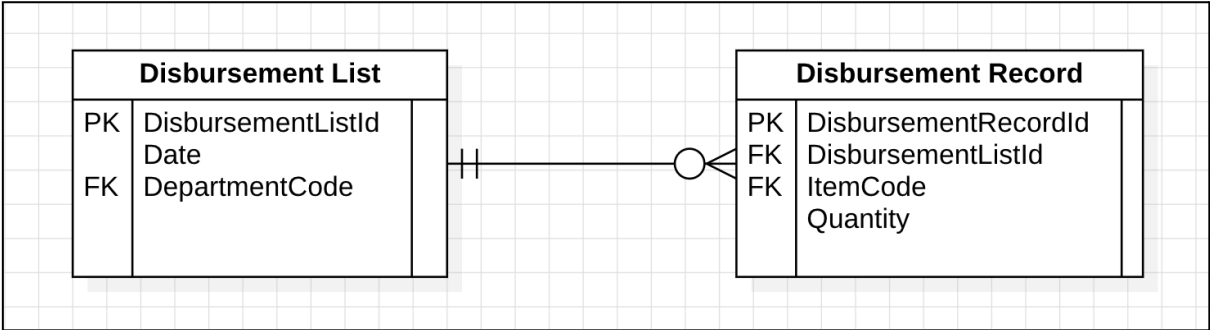 Disbursement List
PK DisbursementListId
Date
FK DepartmentCode
Disbursement Record
PK DisbursementRecordId
FK DisbursementListId
FK ItemCode
Quantity